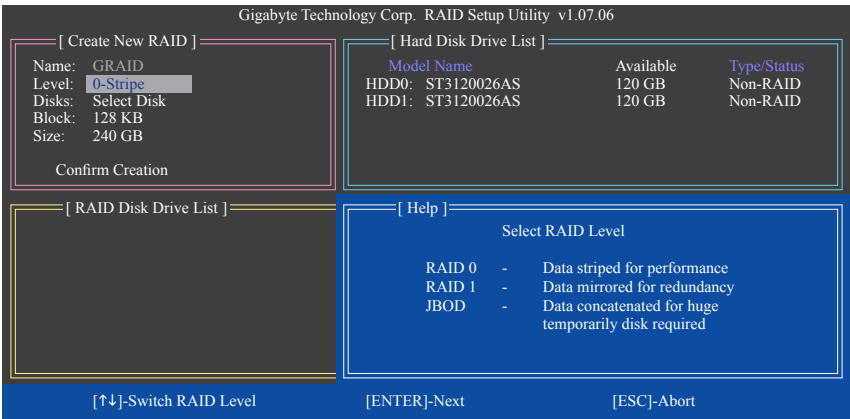 Gigabyte Technology Corp. RAID Setup Utility v1.07.06
[ Create New RAID ]
Name: GRAID
Level: 0-Stripe
Disks: Select Disk
Block: 128 KB
Size: 240 GB
Confirm Creation
[ Hard Disk Drive List ]
Model Name Available Type/Status
HDD0: ST3120026AS 120 GB Non-RAID
HDD1: ST3120026AS 120 GB Non-RAID
[ RAID Disk Drive List ]
[ Help ]
Select RAID Level
RAID 0 - Data striped for performance
RAID 1 - Data mirrored for redundancy
JBOD - Data concatenated for huge
temporarily disk required
[↑↓]-Switch RAID Level [ENTER]-Next [ESC]-Abort